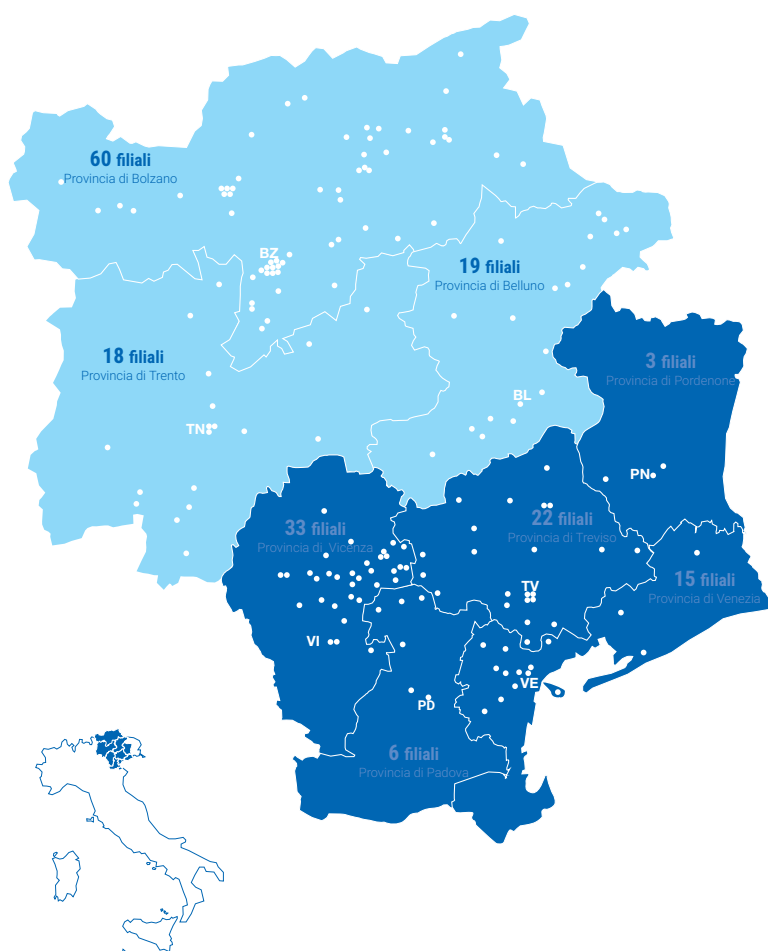 60 filiali
Provincia di Bolzano
BZ
19 filiali
Provincia di Belluno
18 filiali
Provincia di Trento
3 filiali
Provincia di Pordenone
BL
TN
PN
33 filiali
Provincia di Vicenza
22 filiali
Provincia di Treviso
15 filiali
Provincia di Venezia
TV
VI
VE
PD
6 filiali
Provincia di Padova